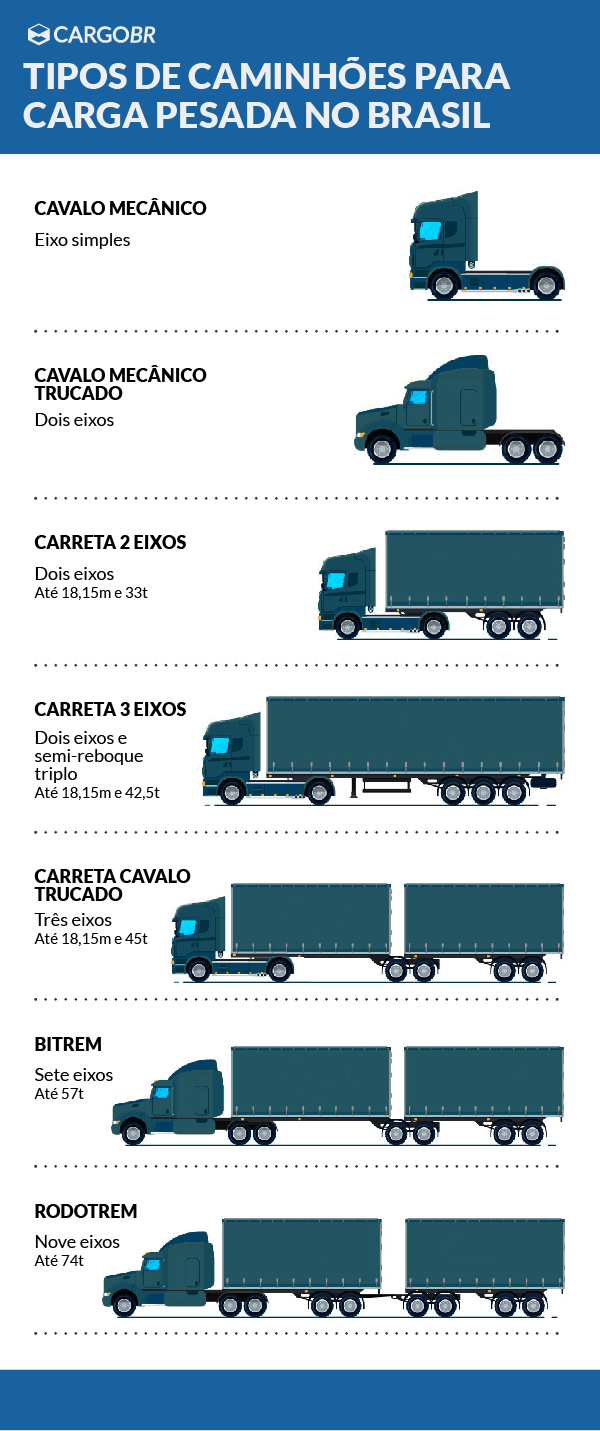 CARGOBR
TIPOS DE CAMINHÕES PARA
CARGA PESADA NO BRASIL
CAVALO MECÂNICO
Eixo simples
CAVALO MECÂNICO
TRUCADO
Dois eixos
CARRETA 2 EIXOS
Dois eixos
Até 18,15m e 33t
CARRETA 3 EIXOS
Dois eixos e
semi-reboque
triplo
Até 18,15m e 42,5t
CARRETA CAVALO
TRUCADO
Três eixos
Até 18,15m e 45t
BITREM
Sete eixos
Até 57t
RODOTREM
Nove eixos
Até 74t